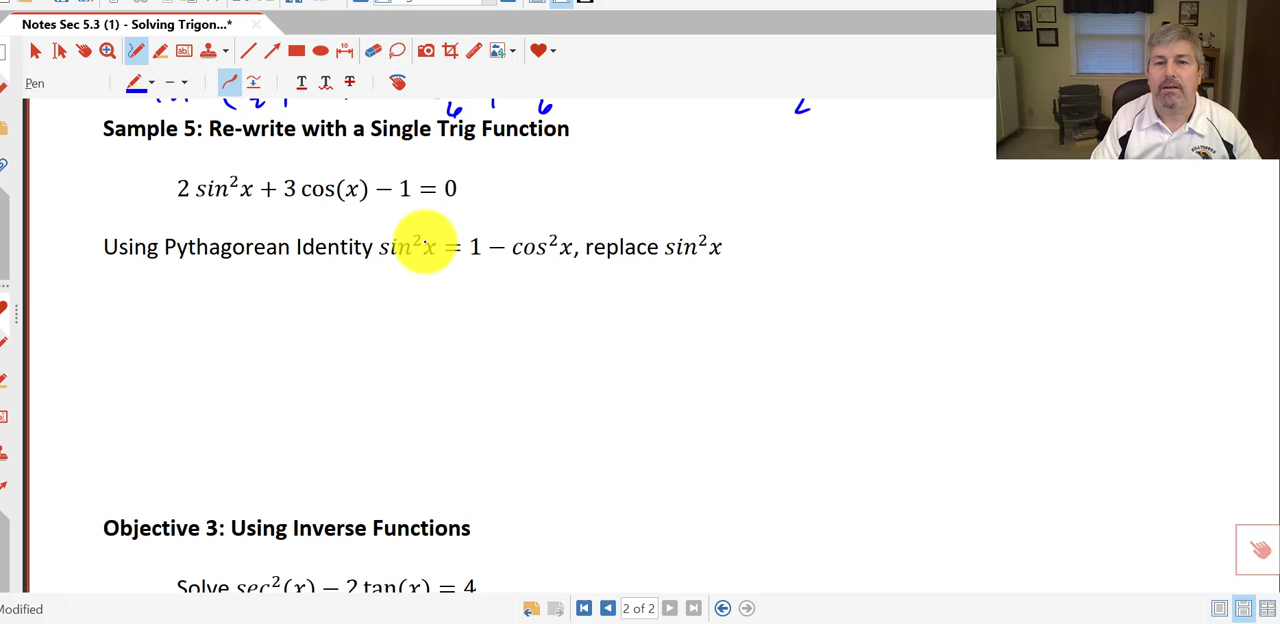 Notes Sec 5.3 (1) - Solving Trigon...*
Pen
Sample 5: Re-write with a Single Trig Function
2 sin²x + 3 cos(x) − 1 = 0
Using Pythagorean Identity sin²x = 1 − cos²x, replace sin²x
Objective 3: Using Inverse Functions
Solve sec²(x) − 2 tan(x) = 4
Modified
2 of 2